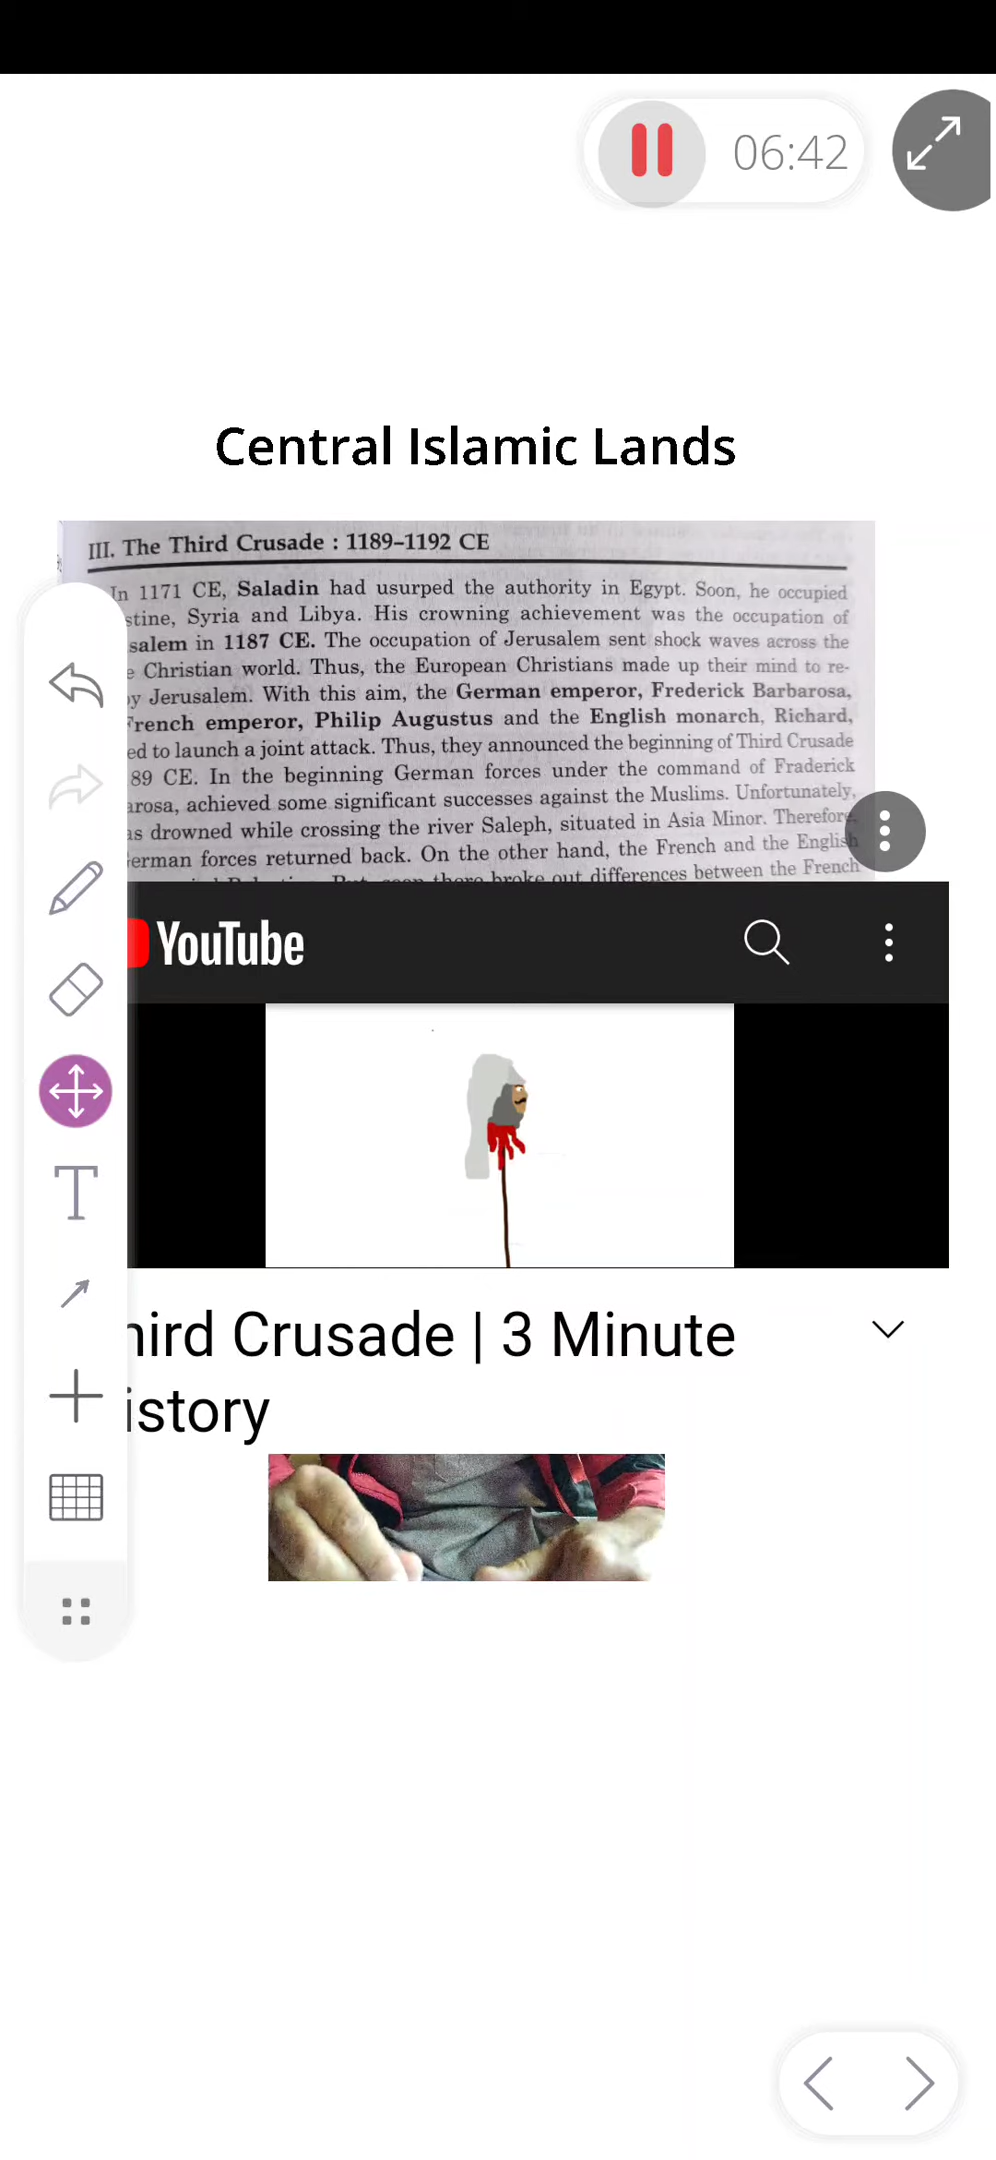 06:42
Central Islamic Lands
III. The Third Crusade : 1189–1192 CE
In 1171 CE, Saladin had usurped the authority in Egypt. Soon, he occupied
stine, Syria and Libya. His crowning achievement was the occupation of
salem in 1187 CE. The occupation of Jerusalem sent shock waves across the
e Christian world. Thus, the European Christians made up their mind to re-
y Jerusalem. With this aim, the German emperor, Frederick Barbarosa,
French emperor, Philip Augustus and the English monarch, Richard,
ed to launch a joint attack. Thus, they announced the beginning of Third Crusade
89 CE. In the beginning German forces under the command of Fraderick
arosa, achieved some significant successes against the Muslims. Unfortunately,
as drowned while crossing the river Saleph, situated in Asia Minor. Therefore
erman forces returned back. On the other hand, the French and the English
there broke out differences between the French
YouTube
hird Crusade | 3 Minute
istory
T